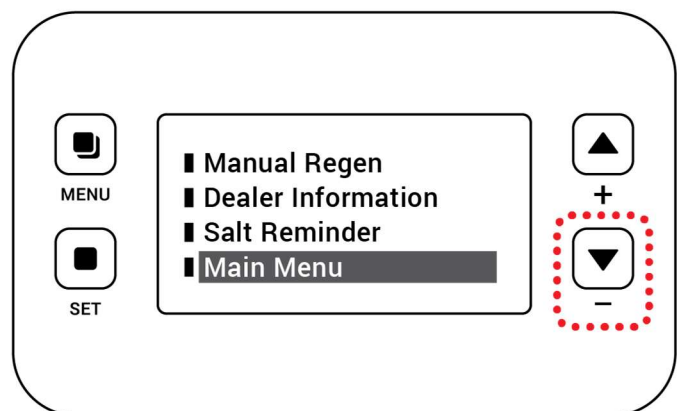 MENU
SET
Manual Regen
Dealer Information
Salt Reminder
Main Menu
+
−